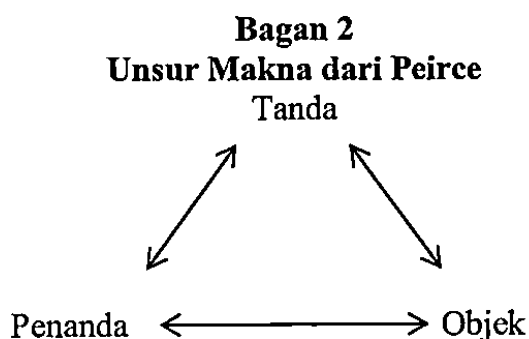 Bagan 2
Unsur Makna dari Peirce
Tanda
Penanda
Objek